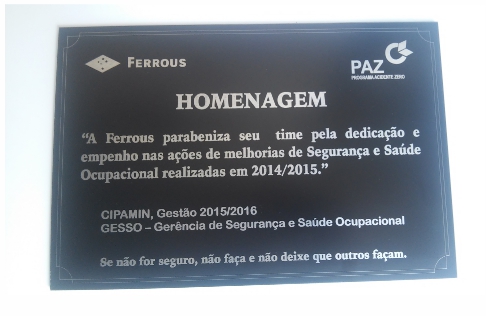 FERROUS
PAZ
PROGRAMA ACIDENTE ZERO
HOMENAGEM
“A Ferrous parabeniza seu time pela dedicação e
empenho nas ações de melhorias de Segurança e Saúde
Ocupacional realizadas em 2014/2015.”
CIPAMIN, Gestão 2015/2016
GESSO – Gerência de Segurança e Saúde Ocupacional
Se não for seguro, não faça e não deixe que outros façam.